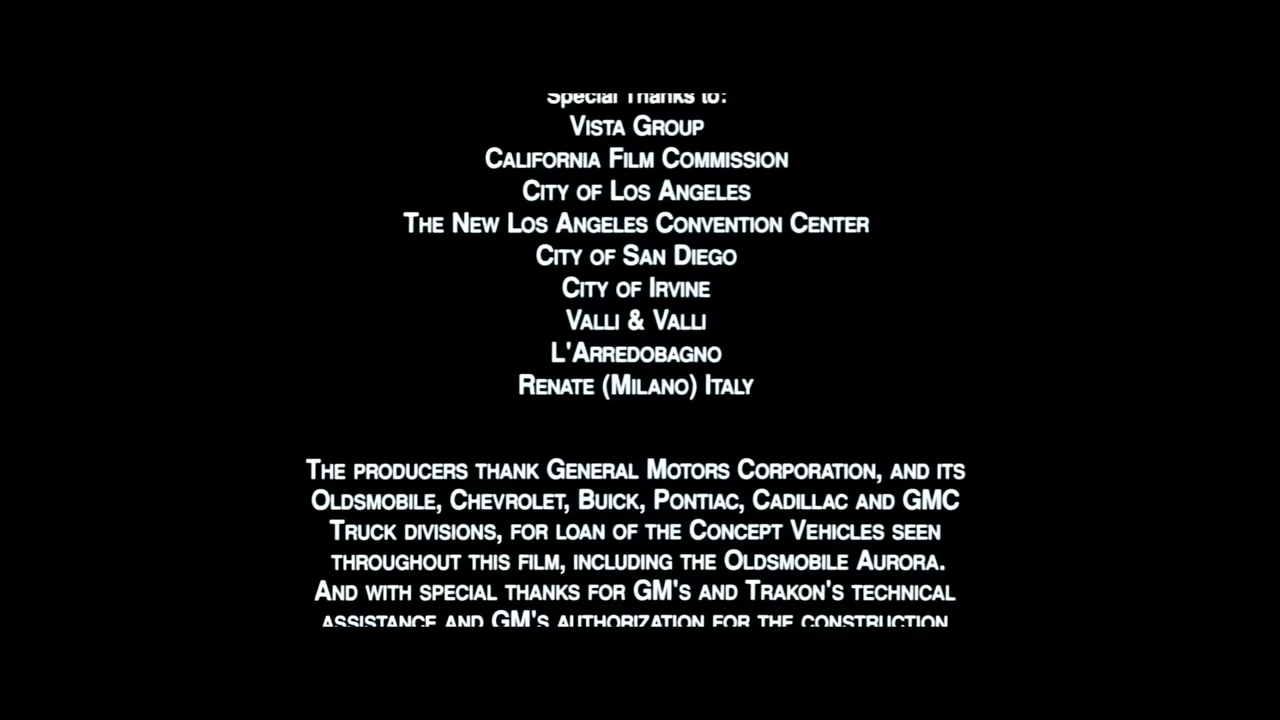 Special Thanks to:
Vista Group
California Film Commission
City of Los Angeles
The New Los Angeles Convention Center
City of San Diego
City of Irvine
Valli & Valli
L'Arredobagno
Renate (Milano) Italy
The producers thank General Motors Corporation, and its
Oldsmobile, Chevrolet, Buick, Pontiac, Cadillac and GMC
Truck divisions, for loan of the Concept Vehicles seen
throughout this film, including the Oldsmobile Aurora.
And with special thanks for GM's and Trakon's technical
assistance and GM's authorization for the construction